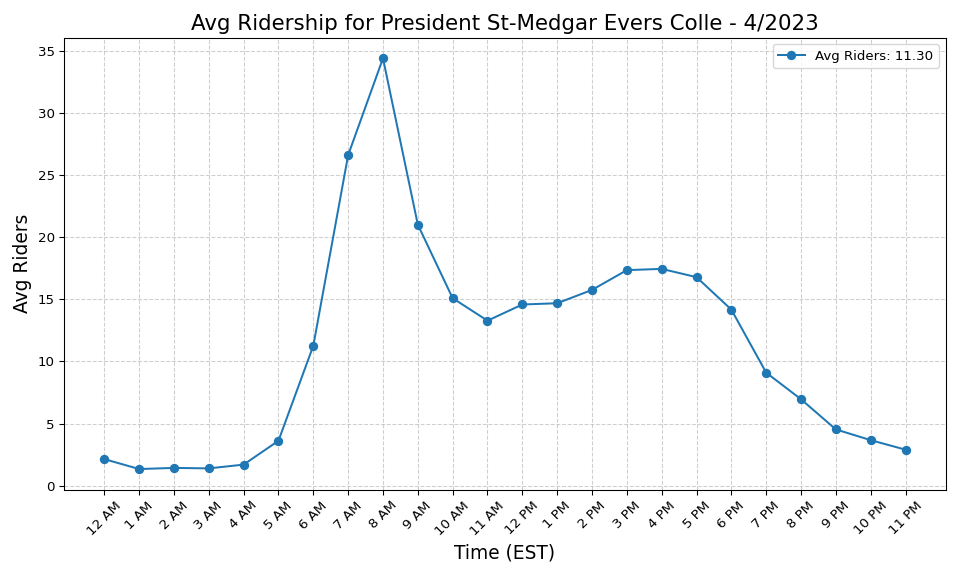 Avg Ridership for President St-Medgar Evers Colle - 4/2023
Avg Riders: 11.30
Avg Riders
35
30
25
20
15
10
5
0
12 AM 1 AM 2 AM 3 AM 4 AM 5 AM 6 AM 7 AM 8 AM 9 AM 10 AM 11 AM 12 PM 1 PM 2 PM 3 PM 4 PM 5 PM 6 PM 7 PM 8 PM 9 PM 10 PM 11 PM
Time (EST)